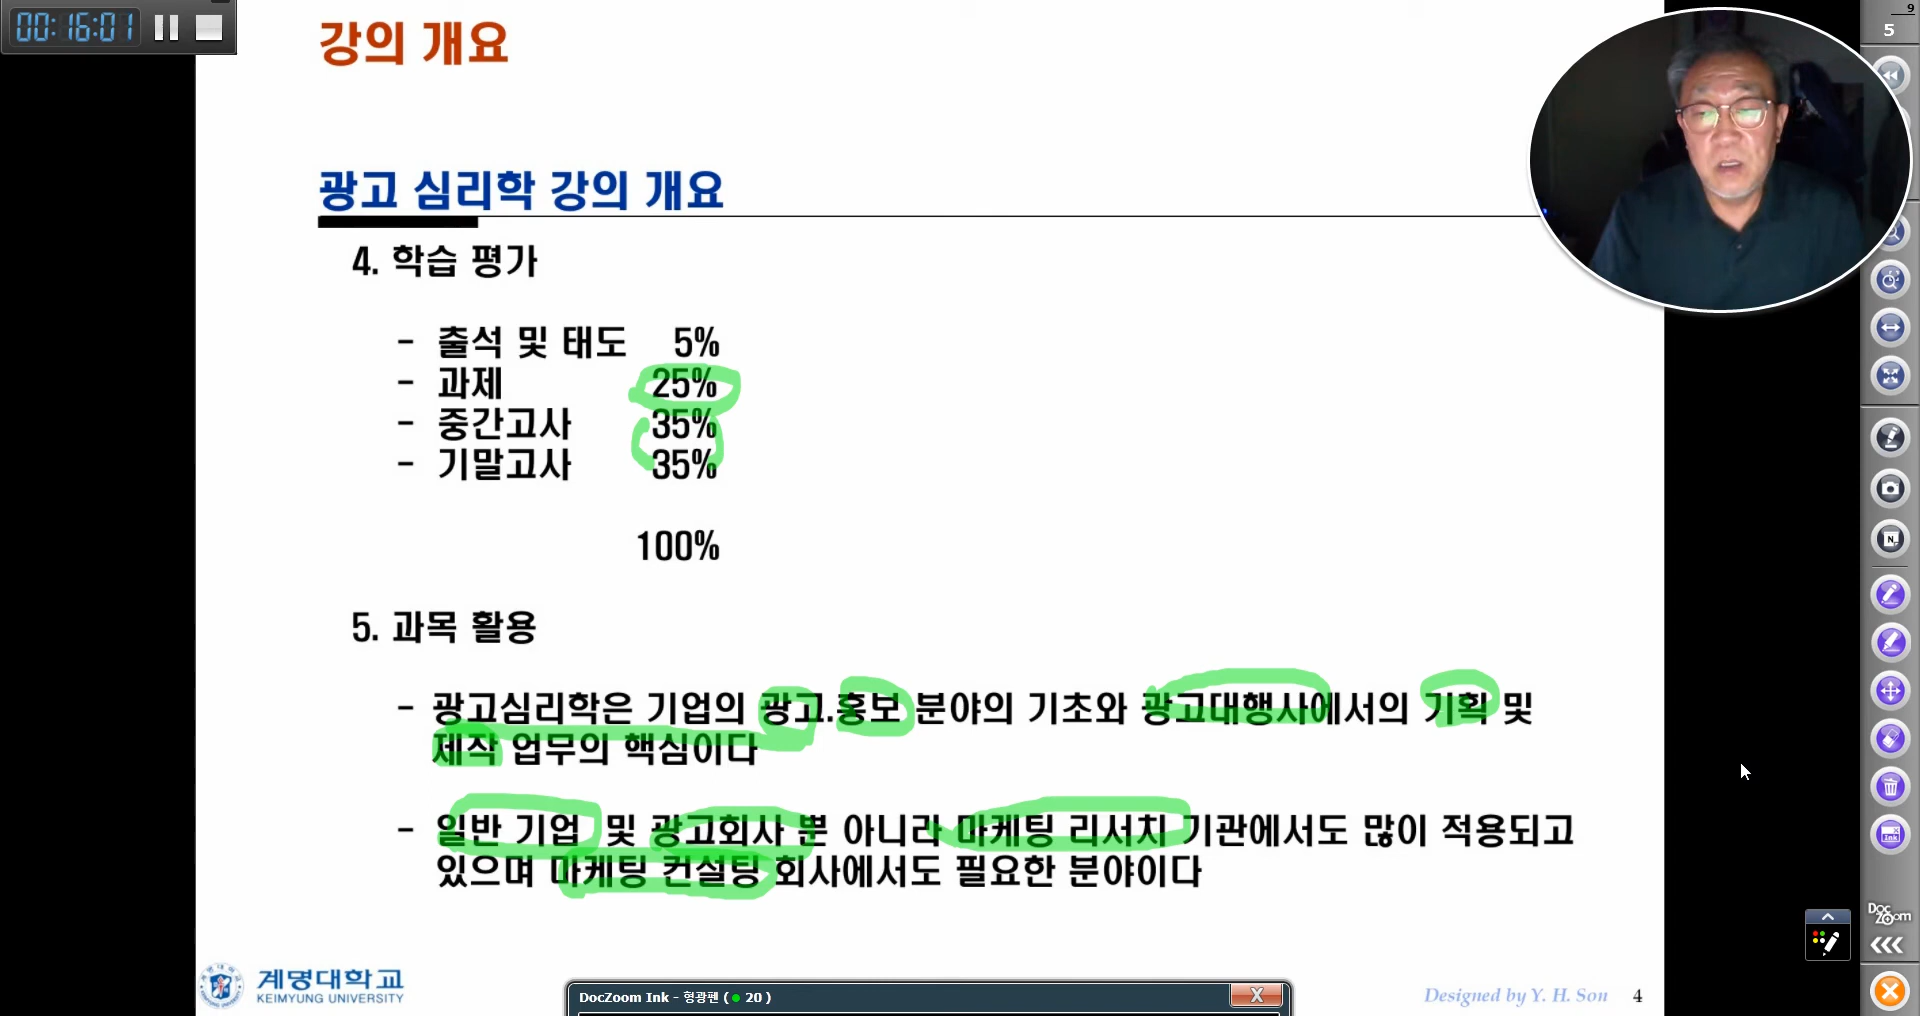 00:16:01
9
5
강의 개요
광고 심리학 강의 개요
4. 학습 평가
- 출석 및 태도 5%
- 과제 25%
- 중간고사 35%
- 기말고사 35%
100%
5. 과목 활용
- 광고심리학은 기업의 광고.홍보 분야의 기초와 광고대행사에서의 기획 및
제작 업무의 핵심이다
- 일반 기업 및 광고회사 뿐 아니라 마케팅 리서치 기관에서도 많이 적용되고
있으며 마케팅 컨설팅 회사에서도 필요한 분야이다
계명대학교
KEIMYUNG UNIVERSITY
DocZoom Ink - 형광펜 ( 20 )
X
Designed by Y. H. Son 4
N
Ink
Doc
Zoom